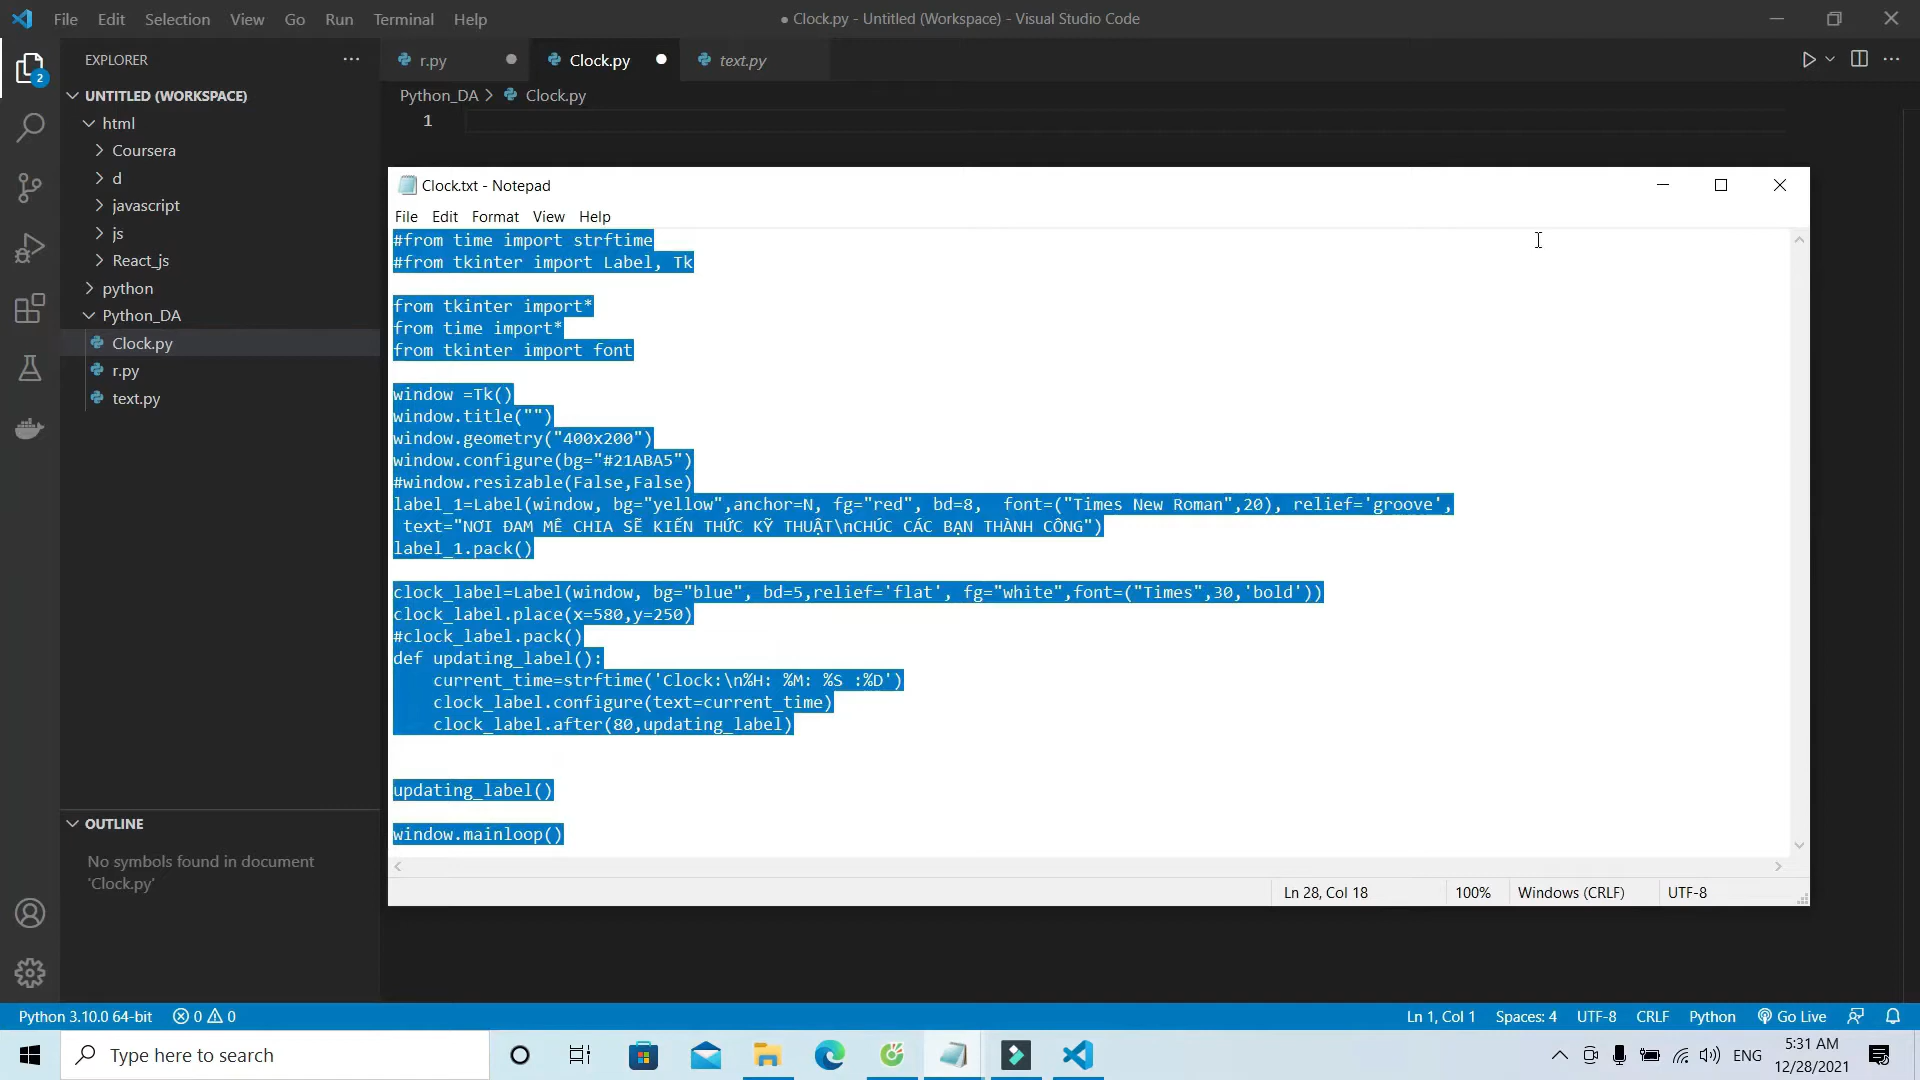 File Edit Selection View Go Run Terminal Help
● Clock.py - Untitled (Workspace) - Visual Studio Code
EXPLORER
r.py
Clock.py
text.py
UNTITLED (WORKSPACE)
Python_DA > Clock.py
html
1
Coursera
d
javascript
js
React_js
python
Python_DA
Clock.py
r.py
text.py
2
Clock.txt - Notepad
File Edit Format View Help
#from time import strftime
#from tkinter import Label, Tk
from tkinter import*
from time import*
from tkinter import font
window =Tk()
window.title("")
window.geometry("400x200")
window.configure(bg="#21ABA5")
#window.resizable(False,False)
label_1=Label(window, bg="yellow",anchor=N, fg="red", bd=8,  font=("Times New Roman",20), relief='groove',
 text="NƠI ĐAM MÊ CHIA SẼ KIẾN THỨC KỸ THUẬT\nCHÚC CÁC BẠN THÀNH CÔNG")
label_1.pack()
clock_label=Label(window, bg="blue", bd=5,relief='flat', fg="white",font=("Times",30,'bold'))
clock_label.place(x=580,y=250)
#clock_label.pack()
def updating_label():
    current_time=strftime('Clock:\n%H: %M: %S :%D')
    clock_label.configure(text=current_time)
    clock_label.after(80,updating_label)
updating_label()
window.mainloop()
Ln 28, Col 18
100%
Windows (CRLF)
UTF-8
OUTLINE
No symbols found in document
'Clock.py'
Python 3.10.0 64-bit
0
0
Ln 1, Col 1
Spaces: 4
UTF-8
CRLF
Python
Go Live
Type here to search
ENG
5:31 AM
12/28/2021